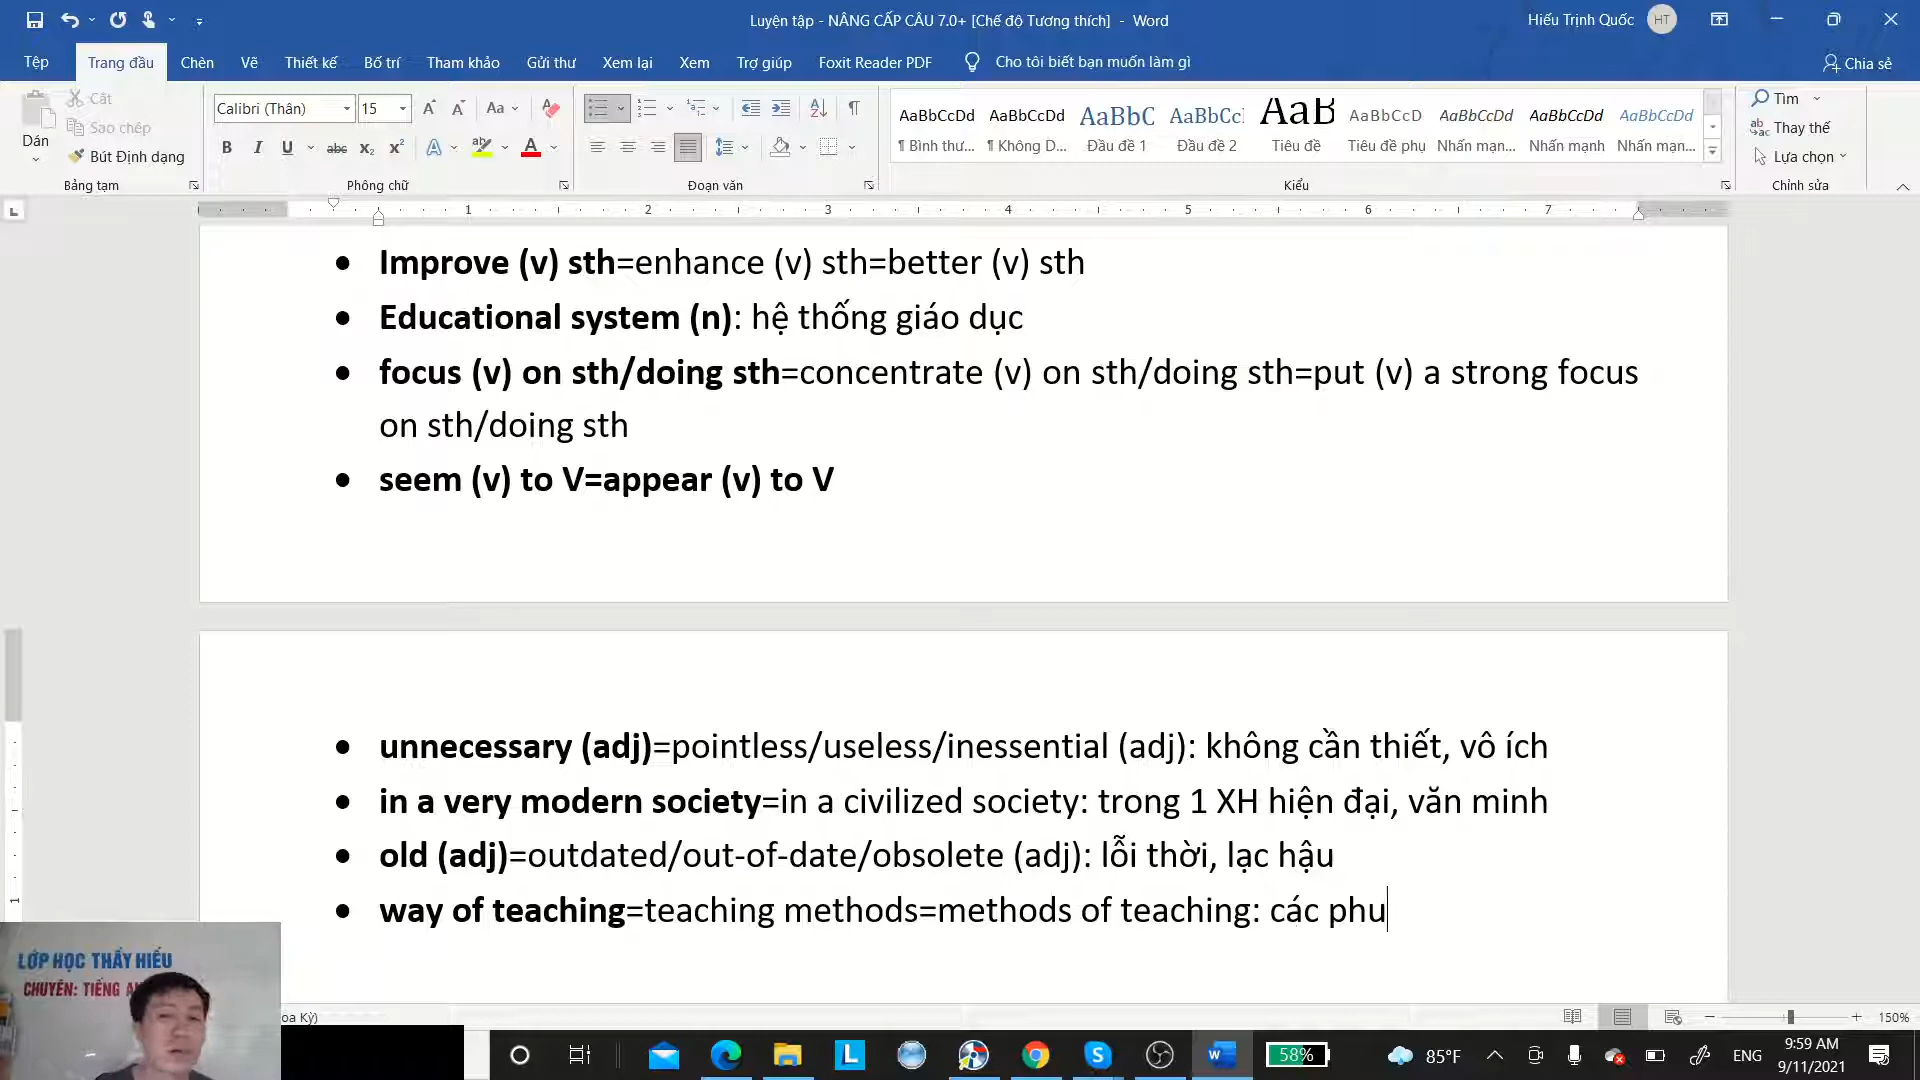 Luyện tập - NÂNG CẤP CÂU 7.0+ [Chế độ Tương thích] - Word
Hiếu Trịnh Quốc
HT
Tệp Trang đầu Chèn Vẽ Thiết kế Bố trí Tham khảo Gửi thư Xem lại Xem Trợ giúp Foxit Reader PDF Cho tôi biết bạn muốn làm gì Chia sẻ
Dán
Cắt
Sao chép
Bút Định dạng
Bảng tạm
Calibri (Thân) 15
Phông chữ
Đoạn văn
AaBbCcDd AaBbCcDd AaBbC AaBbCc AaB AaBbCcD AaBbCcDd AaBbCcDd AaBbCcDd
¶ Bình thư... ¶ Không D... Đầu đề 1 Đầu đề 2 Tiêu đề Tiêu đề phụ Nhấn mạn... Nhấn mạnh Nhấn mạn...
Kiểu
Tìm
Thay thế
Lựa chọn
Chỉnh sửa
1 2 3 4 5 6 7
• Improve (v) sth=enhance (v) sth=better (v) sth
• Educational system (n): hệ thống giáo dục
• focus (v) on sth/doing sth=concentrate (v) on sth/doing sth=put (v) a strong focus
on sth/doing sth
• seem (v) to V=appear (v) to V
• unnecessary (adj)=pointless/useless/inessential (adj): không cần thiết, vô ích
• in a very modern society=in a civilized society: trong 1 XH hiện đại, văn minh
• old (adj)=outdated/out-of-date/obsolete (adj): lỗi thời, lạc hậu
• way of teaching=teaching methods=methods of teaching: các phu
LỚP HỌC THẦY HIẾU
CHUYÊN: TIẾNG
oa Kỳ)
150%
58%
85°F
ENG
9:59 AM
9/11/2021